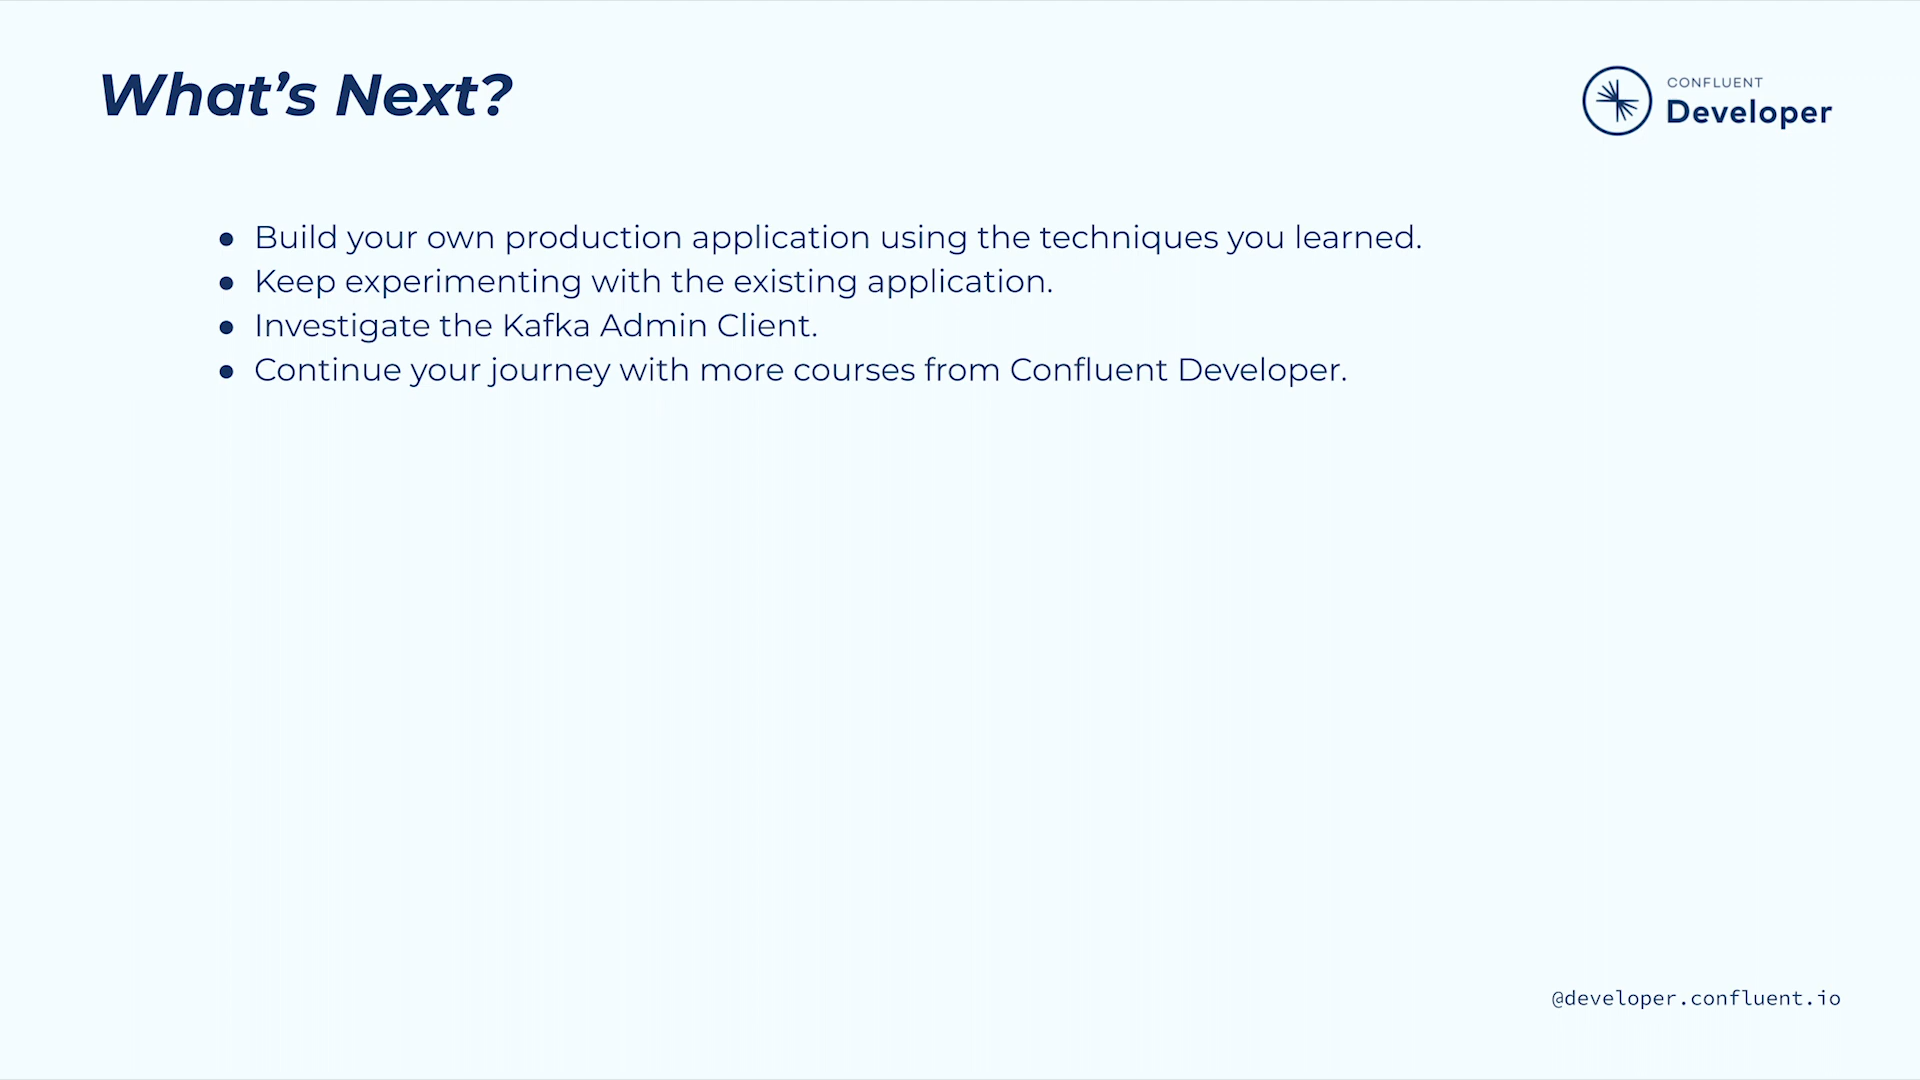 What's Next?
CONFLUENT
Developer
● Build your own production application using the techniques you learned.
● Keep experimenting with the existing application.
● Investigate the Kafka Admin Client.
● Continue your journey with more courses from Confluent Developer.
@developer.confluent.io